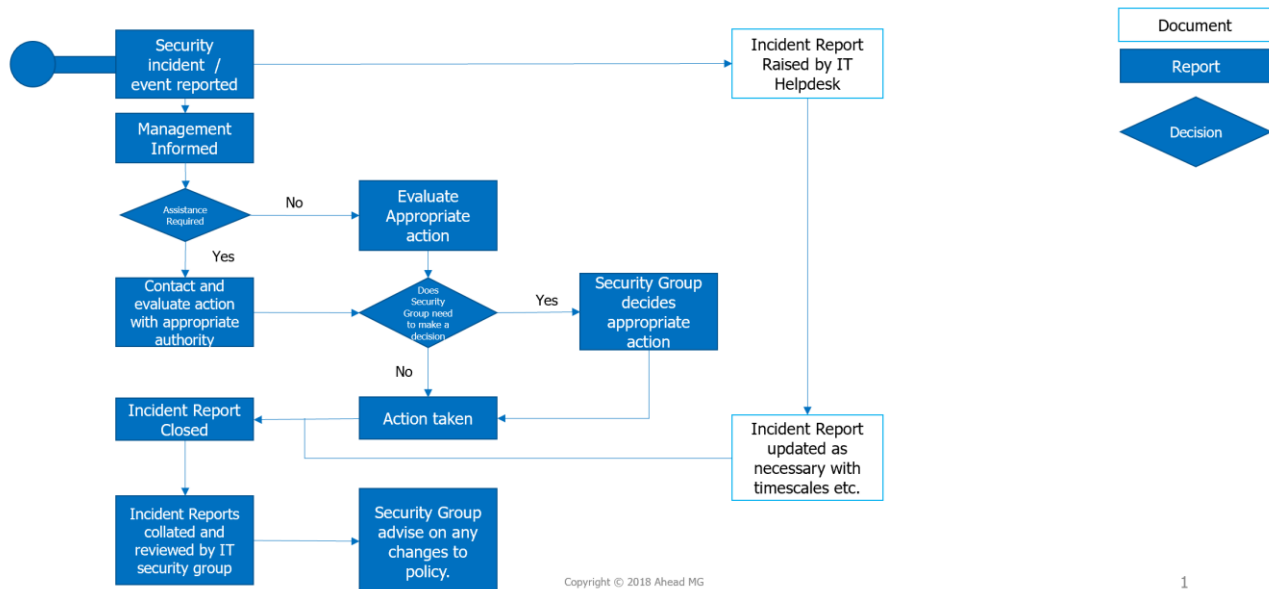 Security
incident /
event reported
Incident Report
Raised by IT
Helpdesk
Document
Report
Decision
Management
Informed
Assistance
Required
No
Evaluate
Appropriate
action
Yes
Contact and
evaluate action
with appropriate
authority
Does
Security
Group need
to make a
decision
Yes
Security Group
decides
appropriate
action
No
Incident Report
Closed
Action taken
Incident Report
updated as
necessary with
timescales etc.
Incident Reports
collated and
reviewed by IT
security group
Security Group
advise on any
changes to
policy.
Copyright © 2018 Ahead MG
1